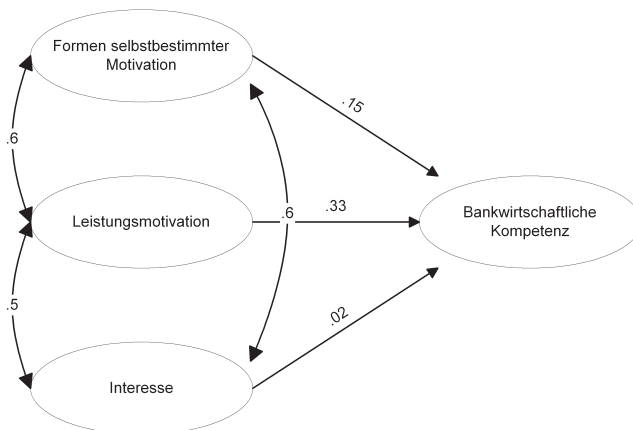 Formen selbstbestimmter
Motivation
.15
.6
Leistungsmotivation
.6
.33
Bankwirtschaftliche
Kompetenz
.5
.02
Interesse